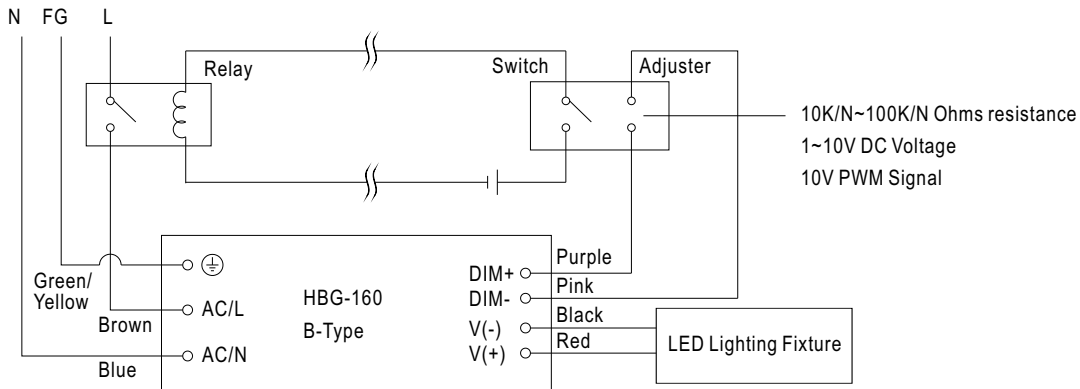 N FG L
Relay
Switch
Adjuster
10K/N~100K/N Ohms resistance
1~10V DC Voltage
10V PWM Signal
Green/
Yellow
Brown
Blue
AC/L
AC/N
HBG-160
B-Type
DIM+
DIM-
V(-)
V(+)
Purple
Pink
Black
Red
LED Lighting Fixture